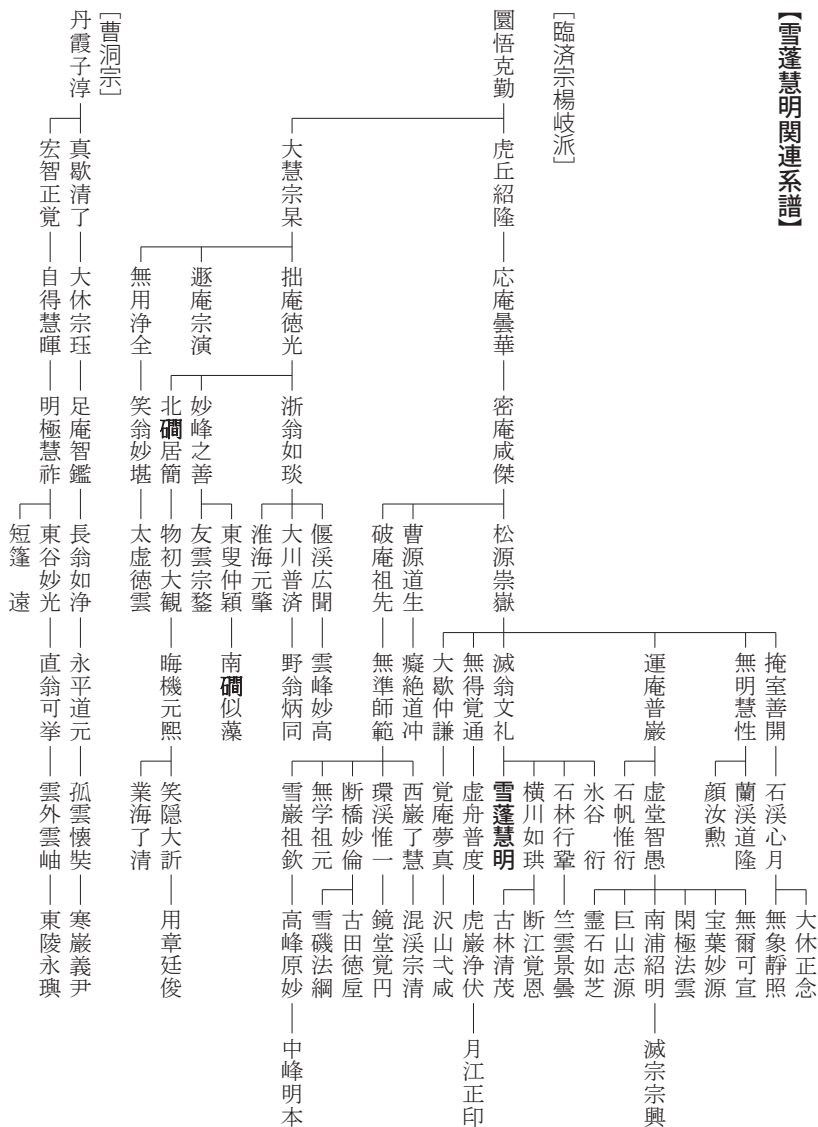 【雪蓬慧明関連系譜】
［臨済宗楊岐派］
圜悟克勤
虎丘紹隆
応庵曇華
密庵咸傑
松源崇嶽
掩室善開
石渓心月
大休正念
無象静照
無明慧性
蘭渓道隆
顔汝勲
運庵普巌
虚堂智愚
無爾可宣
宝葉妙源
閑極法雲
南浦紹明
滅宗宗興
巨山志源
霊石如芝
石帆惟衍
滅翁文礼
氷谷　衍
石林行鞏
竺雲景曇
横川如珙
断江覚恩
古林清茂
雪蓬慧明
無得覚通
虚舟普度
虎巌浄伏
月江正印
大歇仲謙
覚庵夢真
沢山弌咸
曹源道生
癡絶道冲
破庵祖先
無準師範
西巌了慧
混渓宗清
環渓惟一
鏡堂覚円
断橋妙倫
古田徳垕
雪磯法綱
無学祖元
雪巌祖欽
高峰原妙
中峰明本
大慧宗杲
拙庵徳光
浙翁如琰
偃渓広聞
雲峰妙高
大川普済
野翁炳同
淮海元肇
妙峰之善
東叟仲穎
南磵似藻
友雲宗鍪
北磵居簡
物初大観
晦機元熙
笑隠大訢
用章廷俊
業海了清
遯庵宗演
無用浄全
笑翁妙堪
太虚徳雲
［曹洞宗］
丹霞子淳
真歇清了
大休宗珏
足庵智鑑
長翁如浄
永平道元
孤雲懐奘
寒巌義尹
宏智正覚
自得慧暉
明極慧祚
東谷妙光
直翁可挙
雲外雲岫
東陵永璵
短篷　遠